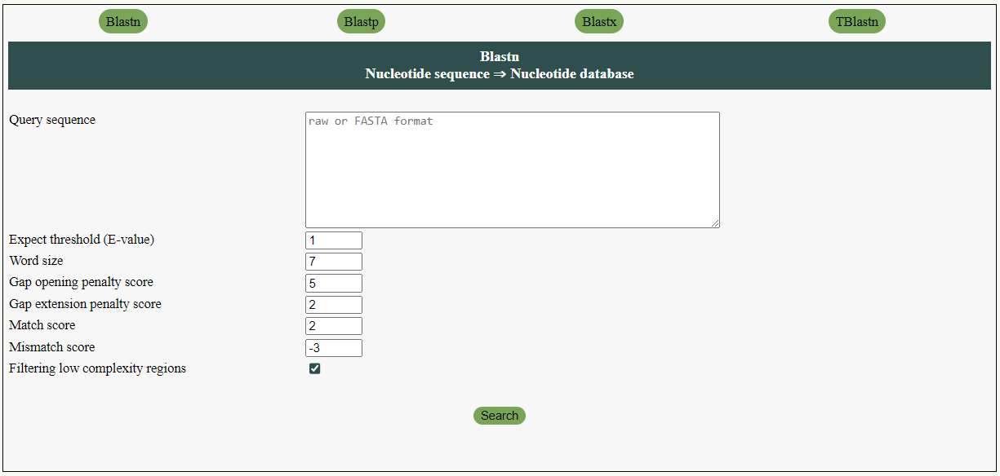 Blastn Blastp Blastx TBlastn
Blastn
Nucleotide sequence ⇒ Nucleotide database
Query sequence raw or FASTA format
Expect threshold (E-value) 1
Word size 7
Gap opening penalty score 5
Gap extension penalty score 2
Match score 2
Mismatch score -3
Filtering low complexity regions
Search